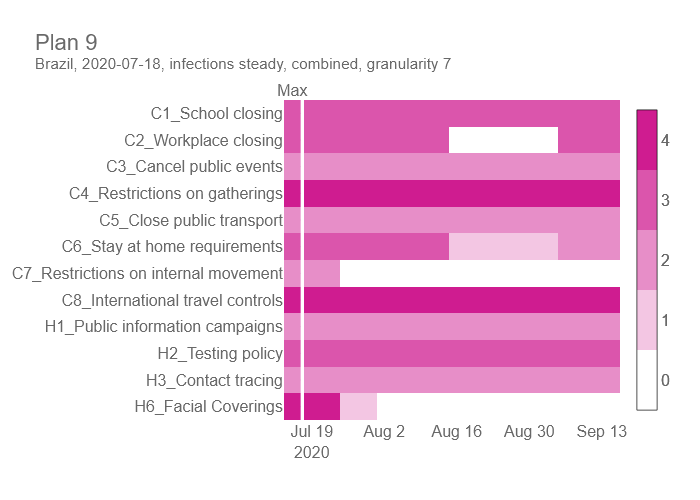 Plan 9
Brazil, 2020-07-18, infections steady, combined, granularity 7
Max
C1_School closing
C2_Workplace closing
C3_Cancel public events
C4_Restrictions on gatherings
C5_Close public transport
C6_Stay at home requirements
C7_Restrictions on internal movement
C8_International travel controls
H1_Public information campaigns
H2_Testing policy
H3_Contact tracing
H6_Facial Coverings
Jul 19 Aug 2 Aug 16 Aug 30 Sep 13
2020
4
3
2
1
0